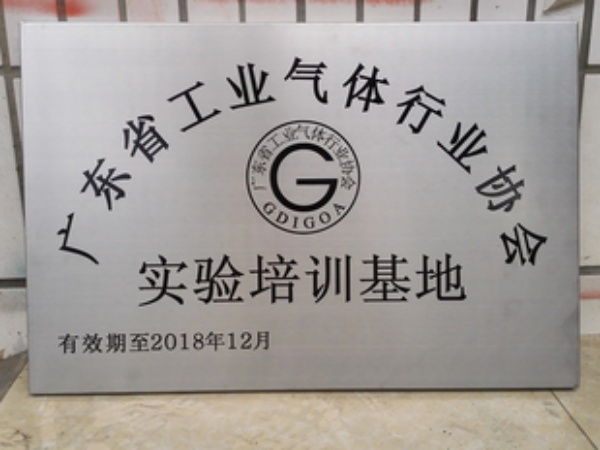 广东省工业气体行业协会
广东省工业气体行业协会
G
GDIGOA
实验培训基地
有效期至2018年12月